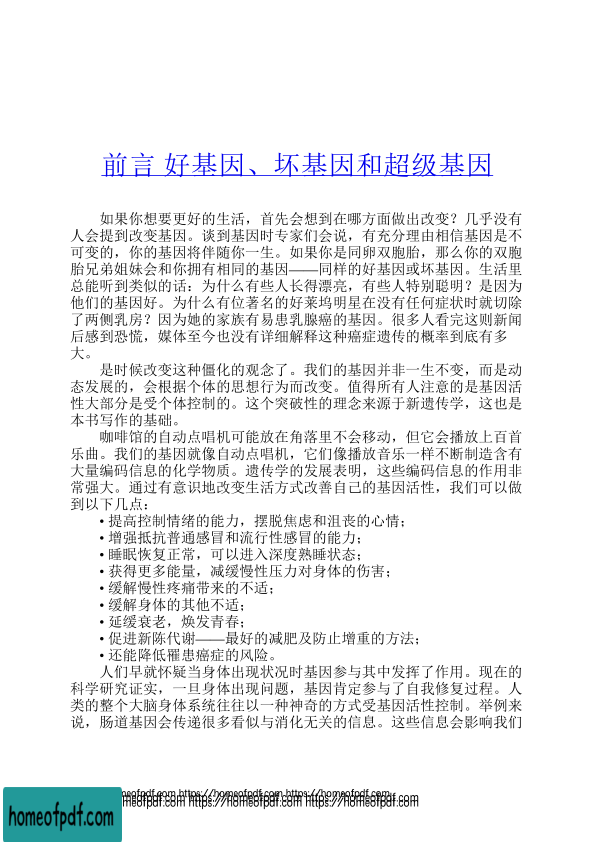 前言 好基因、坏基因和超级基因
如果你想要更好的生活，首先会想到在哪方面做出改变？几乎没有
人会提到改变基因。谈到基因时专家们会说，有充分理由相信基因是不
可变的，你的基因将伴随你一生。如果你是同卵双胞胎，那么你的双胞
胎兄弟姐妹会和你拥有相同的基因——同样的好基因或坏基因。生活里
总能听到类似的话：为什么有些人长得漂亮，有些人特别聪明？是因为
他们的基因好。为什么有位著名的好莱坞明星在没有任何症状时就切除
了两侧乳房？因为她的家族有易患乳腺癌的基因。很多人看完这则新闻
后感到恐慌，媒体至今也没有详细解释这种癌症遗传的概率到底有多
大。
是时候改变这种僵化的观念了。我们的基因并非一生不变，而是动
态发展的，会根据个体的思想行为而改变。值得所有人注意的是基因活
性大部分是受个体控制的。这个突破性的理念来源于新遗传学，这也是
本书写作的基础。
咖啡馆的自动点唱机可能放在角落里不会移动，但它会播放上百首
乐曲。我们的基因就像自动点唱机，它们像播放音乐一样不断制造含有
大量编码信息的化学物质。遗传学的发展表明，这些编码信息的作用非
常强大。通过有意识地改变生活方式改善自己的基因活性，我们可以做
到以下几点：
• 提高控制情绪的能力，摆脱焦虑和沮丧的心情；
• 增强抵抗普通感冒和流行性感冒的能力；
• 睡眠恢复正常，可以进入深度熟睡状态；
• 获得更多能量，减缓慢性压力对身体的伤害；
• 缓解慢性疼痛带来的不适；
• 缓解身体的其他不适；
• 延缓衰老，焕发青春；
• 促进新陈代谢——最好的减肥及防止增重的方法；
• 还能降低罹患癌症的风险。
人们早就怀疑当身体出现状况时基因参与其中发挥了作用。现在的
科学研究证实，一旦身体出现问题，基因肯定参与了自我修复过程。人
类的整个大脑身体系统往往以一种神奇的方式受基因活性控制。举例来
说，肠道基因会传递很多看似与消化无关的信息。这些信息会影响我们
homeofpdf.com https://homeofpdf.com https://homeofpdf.com
homeofpdf.com https://homeofpdf.com https://homeofpdf.com
homeofpdf.com